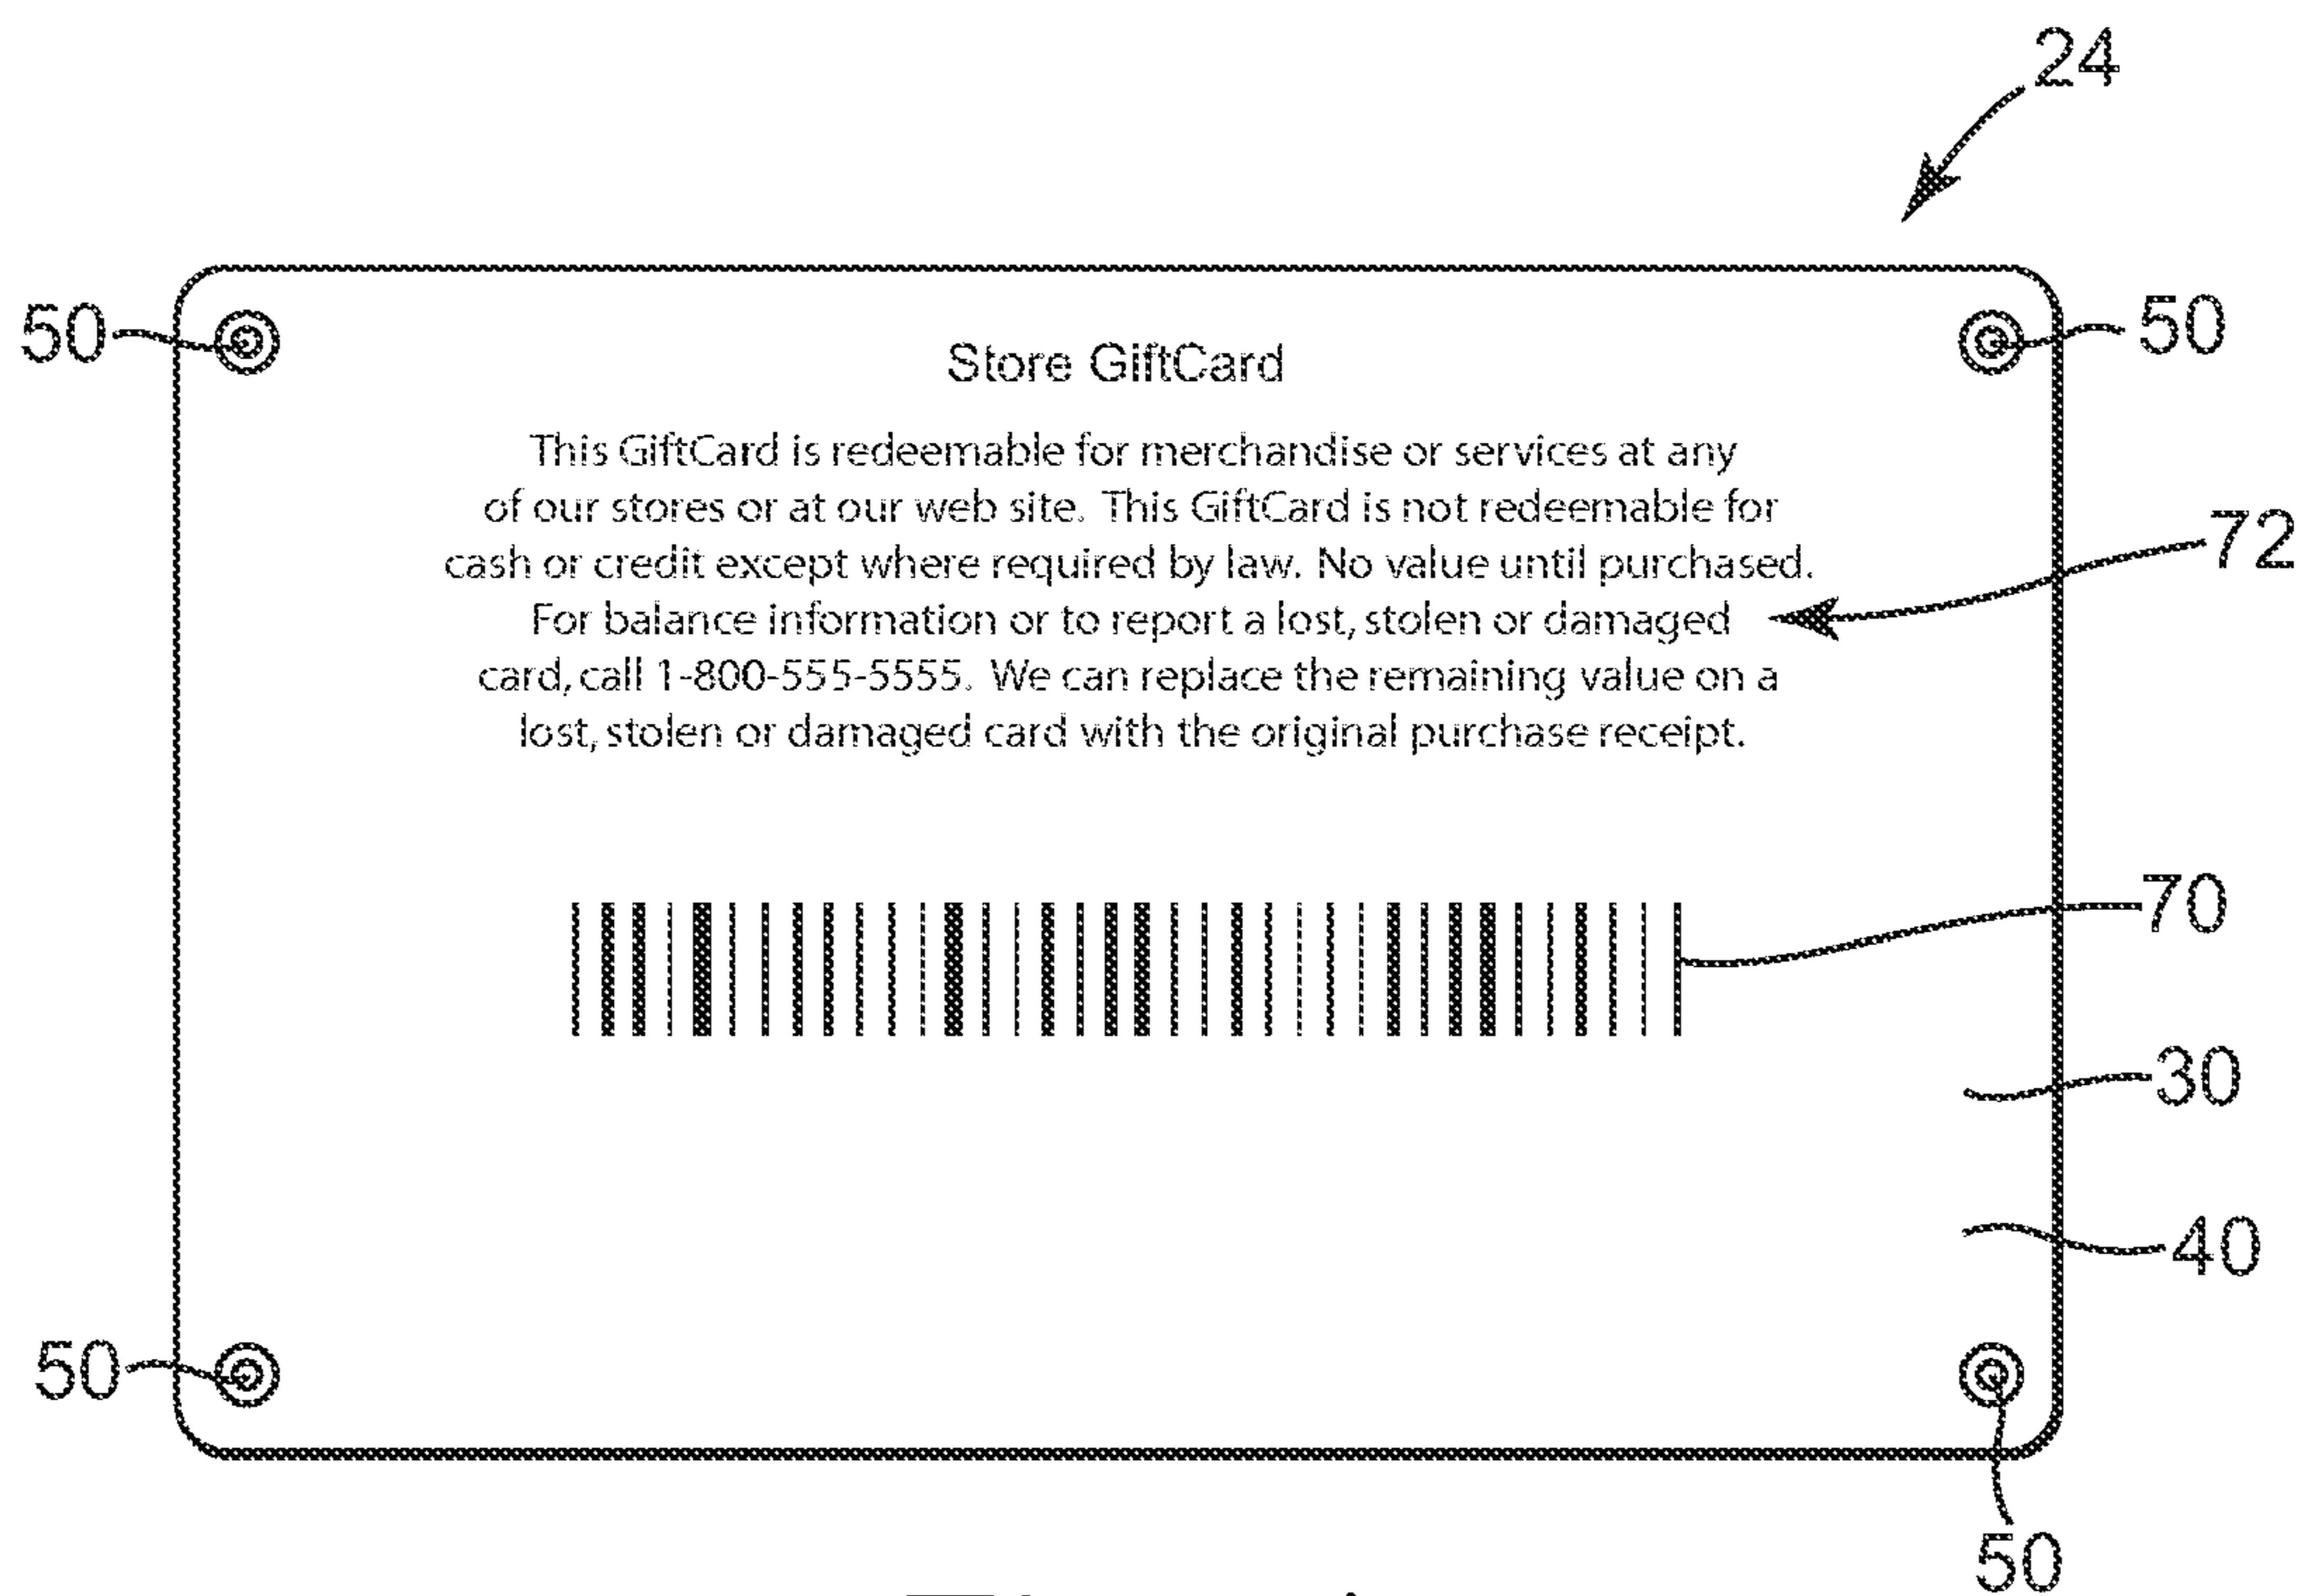 24
50
50
Store GiftCard
This GiftCard is redeemable for merchandise or services at any
of our stores or at our web site. This GiftCard is not redeemable for
72
cash or credit except where required by law. No value until purchased.
For balance information or to report a lost, stolen or damaged
card, call 1-800-555-5555. We can replace the remaining value on a
lost, stolen or damaged card with the original purchase receipt.
70
30
40
50
50